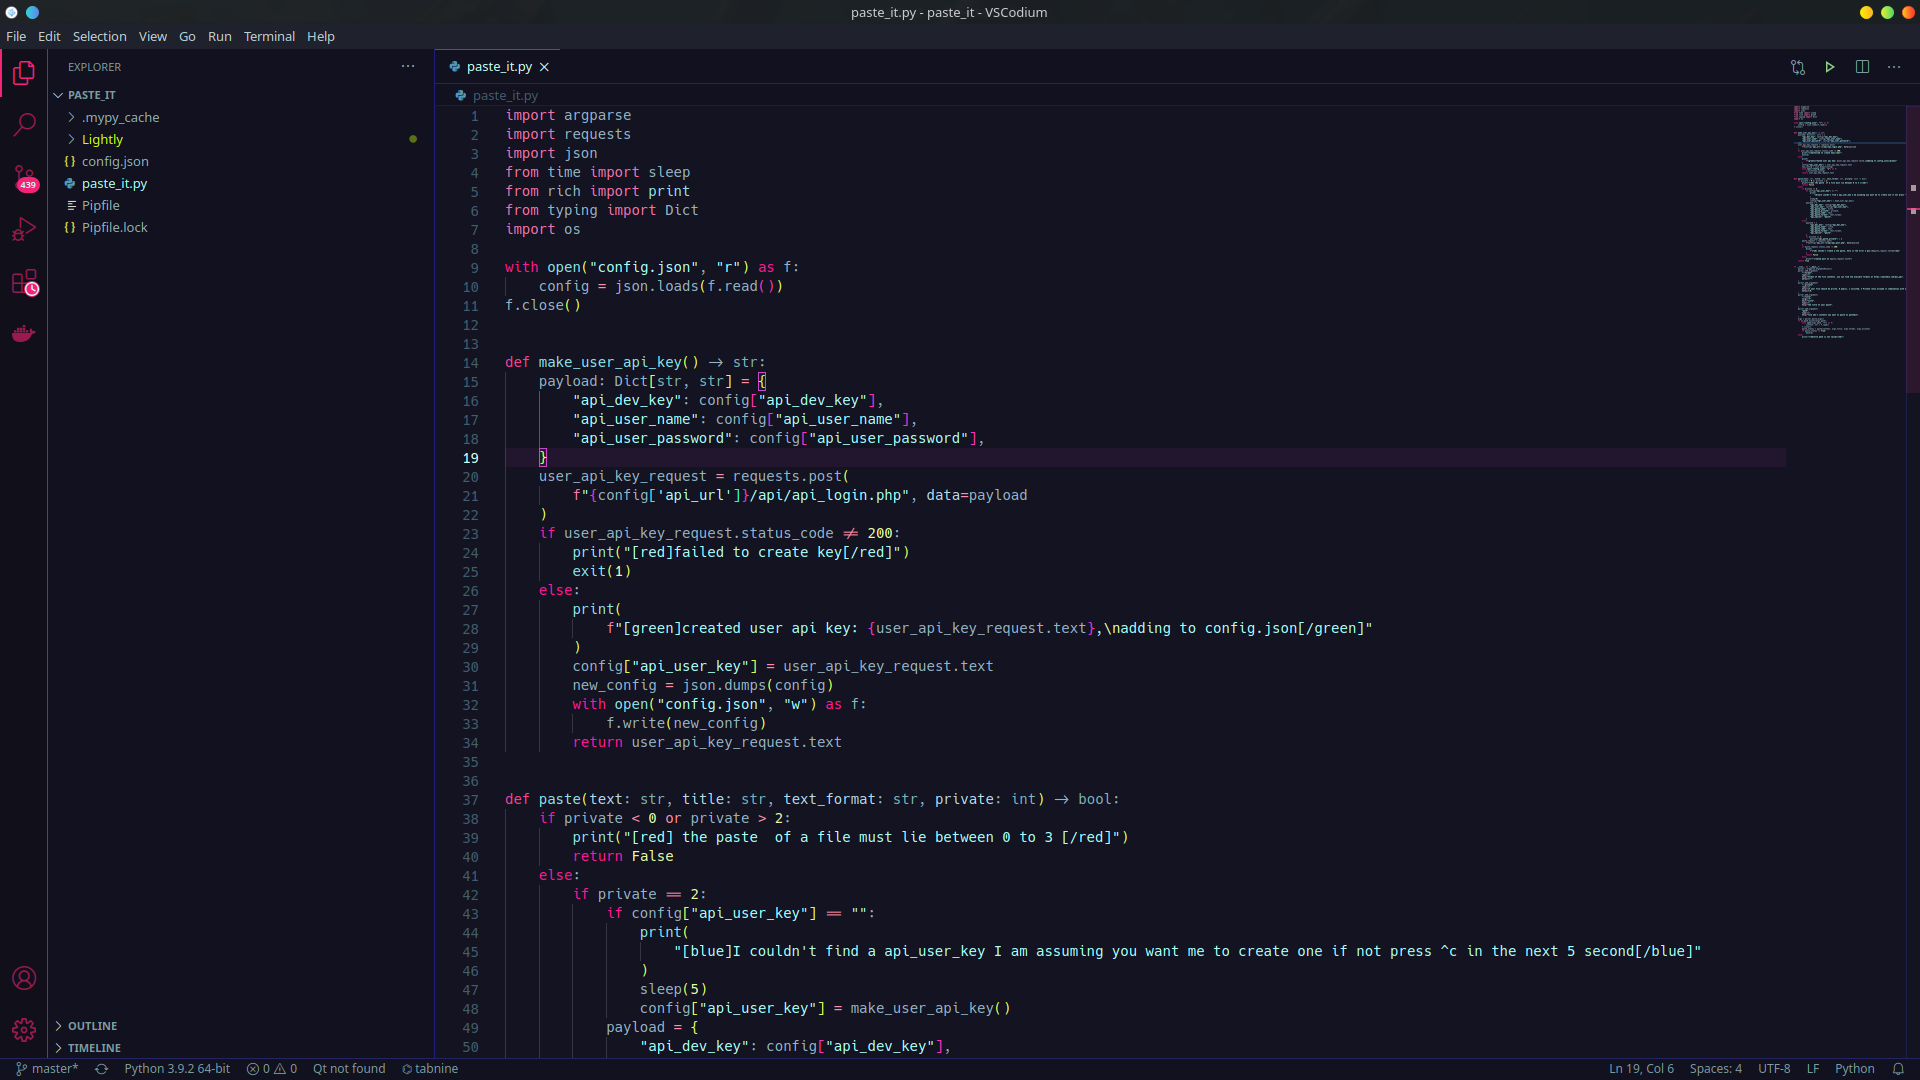 paste_it.py - paste_it - VSCodium
File Edit Selection View Go Run Terminal Help
EXPLORER
PASTE_IT
.mypy_cache
Lightly
config.json
paste_it.py
Pipfile
Pipfile.lock
439
OUTLINE
TIMELINE
paste_it.py
paste_it.py
1 import argparse
2 import requests
3 import json
4 from time import sleep
5 from rich import print
6 from typing import Dict
7 import os
8
9 with open("config.json", "r") as f:
10     config = json.loads(f.read())
11 f.close()
12
13
14 def make_user_api_key() -> str:
15     payload: Dict[str, str] = {
16         "api_dev_key": config["api_dev_key"],
17         "api_user_name": config["api_user_name"],
18         "api_user_password": config["api_user_password"],
19     }
20     user_api_key_request = requests.post(
21         f"{config['api_url']}/api/api_login.php", data=payload
22     )
23     if user_api_key_request.status_code != 200:
24         print("[red]failed to create key[/red]")
25         exit(1)
26     else:
27         print(
28             f"[green]created user api key: {user_api_key_request.text},\nadding to config.json[/green]"
29         )
30         config["api_user_key"] = user_api_key_request.text
31         new_config = json.dumps(config)
32         with open("config.json", "w") as f:
33             f.write(new_config)
34         return user_api_key_request.text
35
36
37 def paste(text: str, title: str, text_format: str, private: int) -> bool:
38     if private < 0 or private > 2:
39         print("[red] the paste  of a file must lie between 0 to 3 [/red]")
40         return False
41     else:
42         if private == 2:
43             if config["api_user_key"] == "":
44                 print(
45                     "[blue]I couldn't find a api_user_key I am assuming you want me to create one if not press ^c in the next 5 second[/blue]"
46                 )
47                 sleep(5)
48                 config["api_user_key"] = make_user_api_key()
49             payload = {
50                 "api_dev_key": config["api_dev_key"],
master* Python 3.9.2 64-bit 0 0 Qt not found tabnine Ln 19, Col 6 Spaces: 4 UTF-8 LF Python